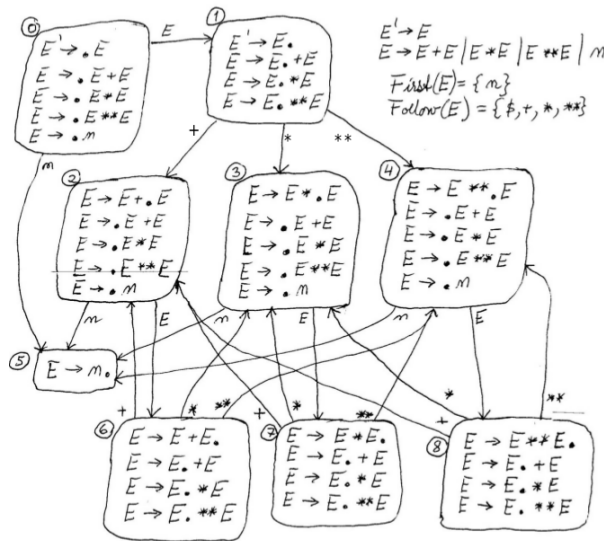 E' → E
E → E + E | E * E | E ** E | n
First(E) = {n}
Follow(E) = {$, +, *, **}
0
E' → .E
E → .E + E
E → .E * E
E → .E ** E
E → .n
E
1
E' → E.
E → E. + E
E → E. * E
E → E. ** E
+
*
**
n
2
E → E + .E
E → .E + E
E → .E * E
E → .E ** E
E → .n
3
E → E * .E
E → .E + E
E → .E * E
E → .E ** E
E → .n
4
E → E ** .E
E → .E + E
E → .E * E
E → .E ** E
E → .n
n
E
n
E
n
E
5
E → n.
+
*
**
+
*
**
+
*
**
6
E → E + E.
E → E. + E
E → E. * E
E → E. ** E
7
E → E * E.
E → E. + E
E → E. * E
E → E. ** E
8
E → E ** E.
E → E. + E
E → E. * E
E → E. ** E